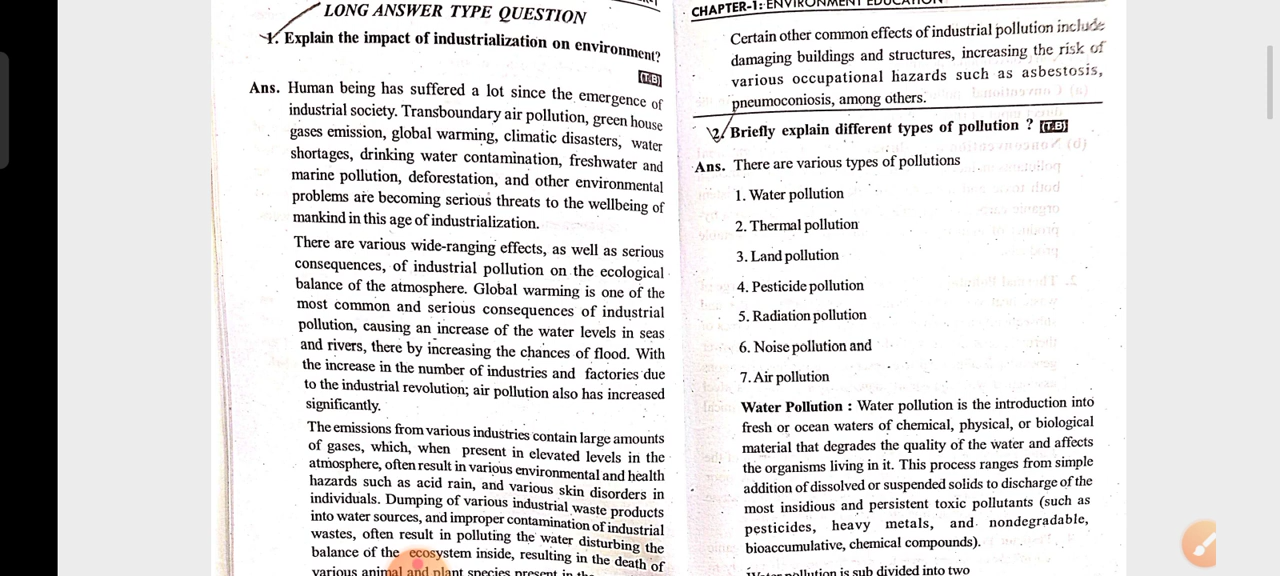 LONG ANSWER TYPE QUESTION
1. Explain the impact of industrialization on environment?
(T.B)
Ans. Human being has suffered a lot since the emergence of
industrial society. Transboundary air pollution, green house
gases emission, global warming, climatic disasters, water
shortages, drinking water contamination, freshwater and
marine pollution, deforestation, and other environmental
problems are becoming serious threats to the wellbeing of
mankind in this age of industrialization.
There are various wide-ranging effects, as well as serious
consequences, of industrial pollution on the ecological
balance of the atmosphere. Global warming is one of the
most common and serious consequences of industrial
pollution, causing an increase of the water levels in seas
and rivers, there by increasing the chances of flood. With
the increase in the number of industries and factories due
to the industrial revolution; air pollution also has increased
significantly.
The emissions from various industries contain large amounts
of gases, which, when present in elevated levels in the
atmosphere, often result in various environmental and health
hazards such as acid rain, and various skin disorders in
individuals. Dumping of various industrial waste products
into water sources, and improper contamination of industrial
wastes, often result in polluting the water disturbing the
balance of the ecosystem inside, resulting in the death of
various animal and plant species present in the
CHAPTER-1: ENVIRONMENT EDUCATION
Certain other common effects of industrial pollution include
damaging buildings and structures, increasing the risk of
various occupational hazards such as asbestosis,
pneumoconiosis, among others.
2. Briefly explain different types of pollution ? (T.B)
Ans. There are various types of pollutions
1. Water pollution
2. Thermal pollution
3. Land pollution
4. Pesticide pollution
5. Radiation pollution
6. Noise pollution and
7. Air pollution
Water Pollution : Water pollution is the introduction into
fresh or ocean waters of chemical, physical, or biological
material that degrades the quality of the water and affects
the organisms living in it. This process ranges from simple
addition of dissolved or suspended solids to discharge of the
most insidious and persistent toxic pollutants (such as
pesticides, heavy metals, and nondegradable,
bioaccumulative, chemical compounds).
Water pollution is sub divided into two